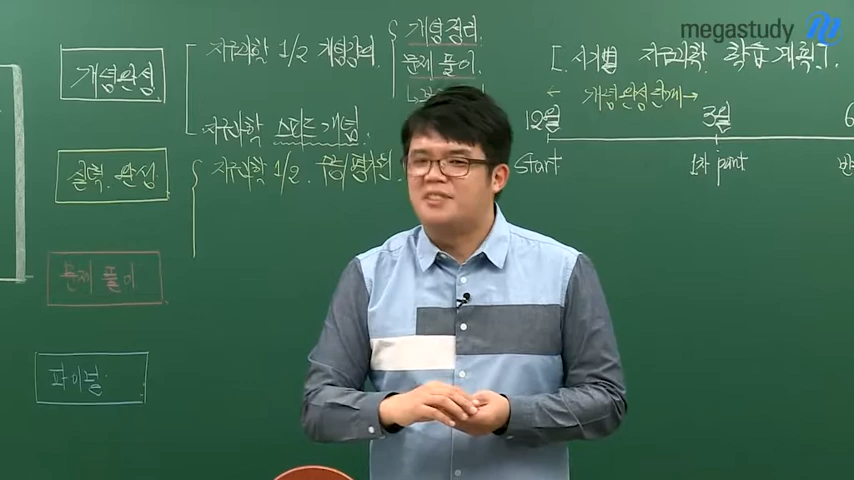 megastudy
개념완성
지구과학 1/2 개념강의
개념정리
문제 풀이
지구과학 스피드 개념
실력 완성
지구과학 1/2
문제 풀이
파이널
[시기별 지구과학 학습계획]
← 개념완성 단계 →
12월
3월
6
Start
1차 point